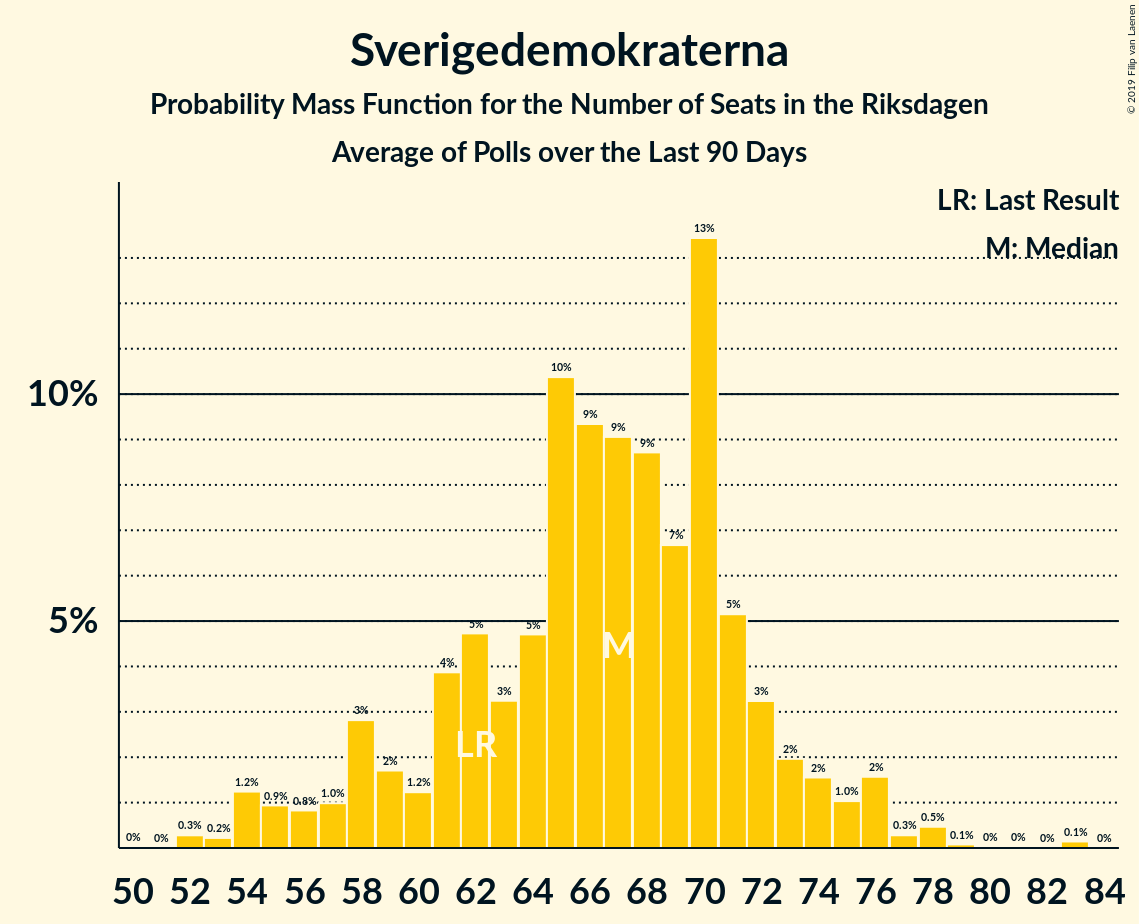 Sverigedemokraterna
Probability Mass Function for the Number of Seats in the Riksdagen
Average of Polls over the Last 90 Days
© 2019 Filip van Laenen
LR: Last Result
M: Median
10%
5%
0% 0% 0.3% 0.2% 1.2% 0.9% 0.8% 1.0% 3% 2% 1.2% 4% 5% 3% 5% 10% 9% 9% 9% 7% 13% 5% 3% 2% 2% 1.0% 2% 0.3% 0.5% 0.1% 0% 0% 0% 0.1% 0%
LR
M
50 52 54 56 58 60 62 64 66 68 70 72 74 76 78 80 82 84